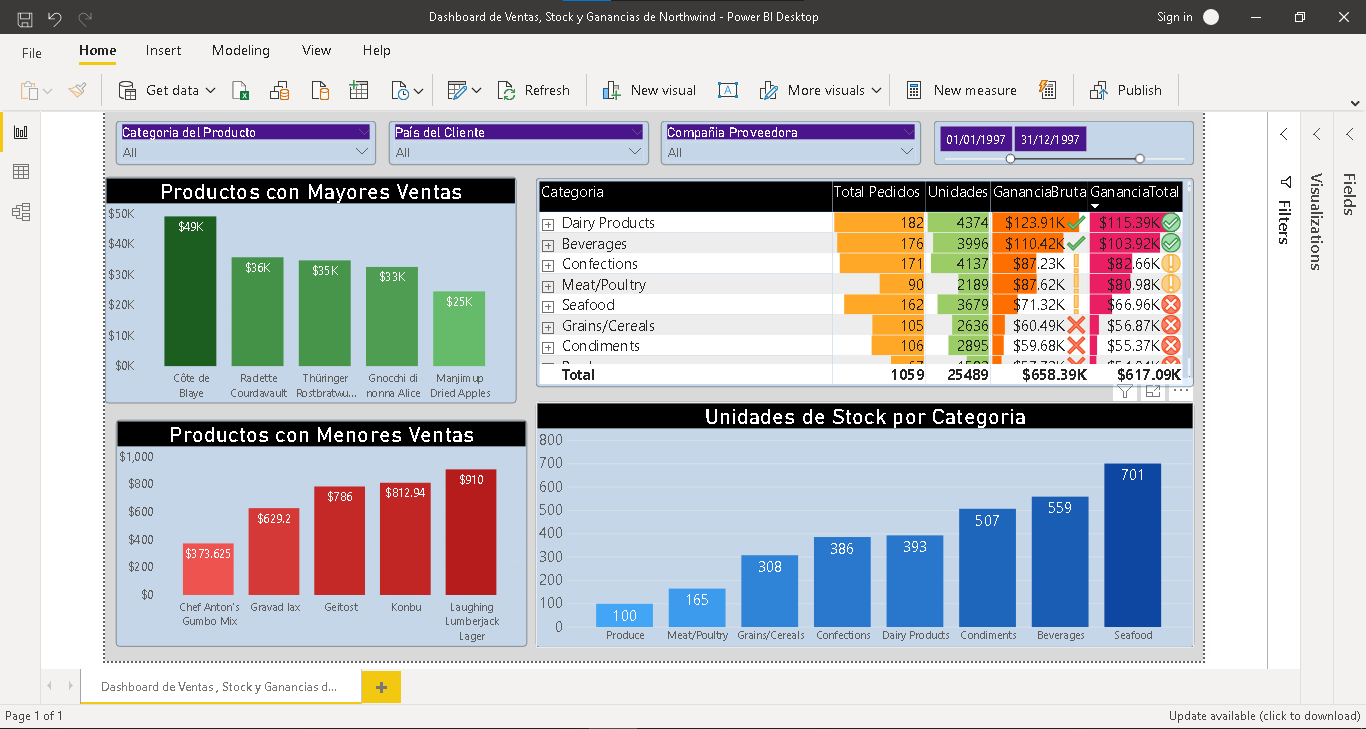 Dashboard de Ventas, Stock y Ganancias de Northwind - Power BI Desktop
Sign in
File
Home
Insert
Modeling
View
Help
Get data
Refresh
New visual
More visuals
New measure
Publish
Categoria del Producto
All
País del Cliente
All
Compañia Proveedora
All
01/01/1997
31/12/1997
Filters
Visualizations
Fields
Productos con Mayores Ventas
$50K
$40K
$30K
$20K
$10K
$0K
$49K
$36K
$35K
$33K
$25K
Côte de Blaye
Raclette Courdavault
Thüringer Rostbratwu...
Gnocchi di nonna Alice
Manjimup Dried Apples
Categoria Total Pedidos Unidades GananciaBruta GananciaTotal
Dairy Products 182 4374 $123.91K $115.39K
Beverages 176 3996 $110.42K $103.92K
Confections 171 4137 $87.23K $82.66K
Meat/Poultry 90 2189 $87.62K $80.98K
Seafood 162 3679 $71.32K $66.96K
Grains/Cereals 105 2636 $60.49K $56.87K
Condiments 106 2895 $59.68K $55.37K
Total 1059 25489 $658.39K $617.09K
Productos con Menores Ventas
$1,000
$800
$600
$400
$200
$0
$373.625
$629.2
$786
$812.94
$910
Chef Anton's Gumbo Mix
Gravad lax
Geitost
Konbu
Laughing Lumberjack Lager
Unidades de Stock por Categoria
800
700
600
500
400
300
200
100
0
100
165
308
386
393
507
559
701
Produce
Meat/Poultry
Grains/Cereals
Confections
Dairy Products
Condiments
Beverages
Seafood
Dashboard de Ventas , Stock y Ganancias d...
Page 1 of 1
Update available (click to download)